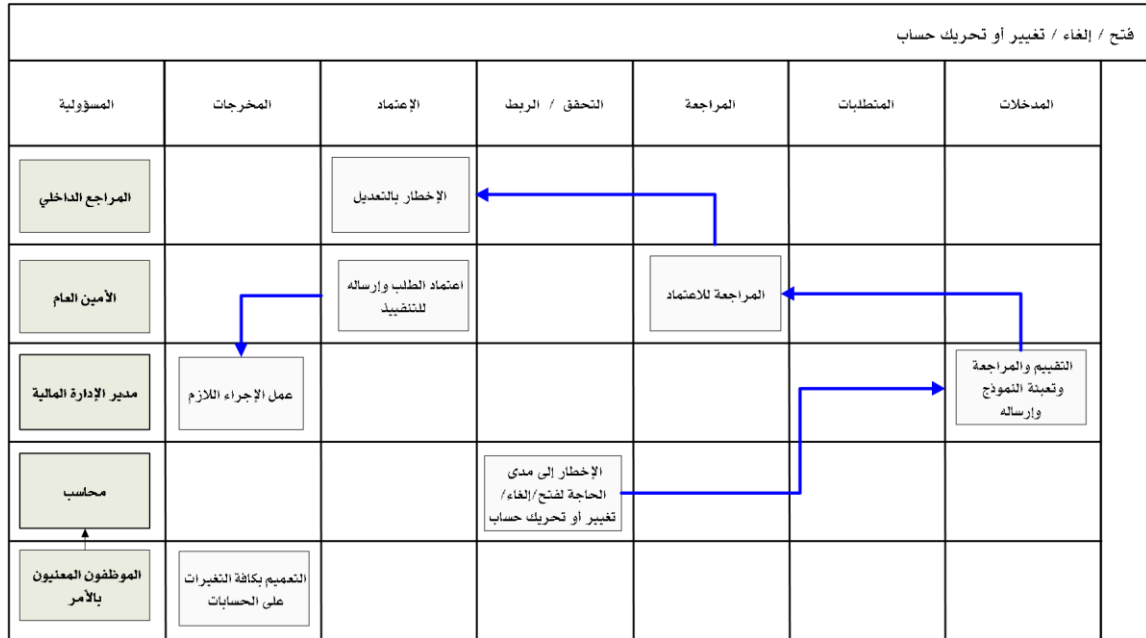 فتح / إلغاء / تغيير أو تحريك حساب
المدخلات
المتطلبات
المراجعة
التحقق / الربط
الإعتماد
المخرجات
المسؤولية
الإخطار بالتعديل
المراجع الداخلي
المراجعة للاعتماد
اعتماد الطلب وإرساله
للتنفييذ
الأمين العام
التقييم والمراجعة
وتعبئة النموذج
وإرساله
عمل الإجراء اللازم
مدير الإدارة المالية
الإخطار إلى مدى
الحاجة لفتح/إلغاء/
تغيير أو تحريك حساب
محاسب
التعميم بكافة التغيرات
على الحسابات
الموظفون المعنيون
بالأمر